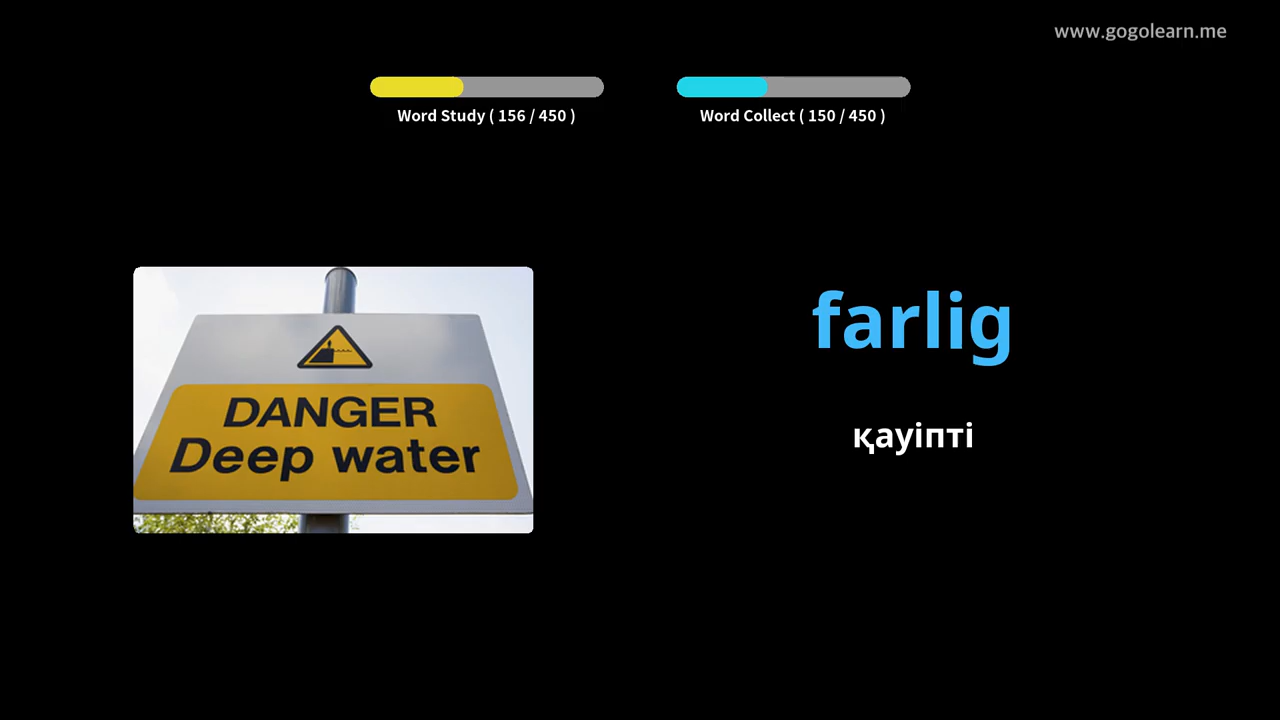 www.gogolearn.me
Word Study ( 156 / 450 )
Word Collect ( 150 / 450 )
DANGER
Deep water
farlig
қауіпті